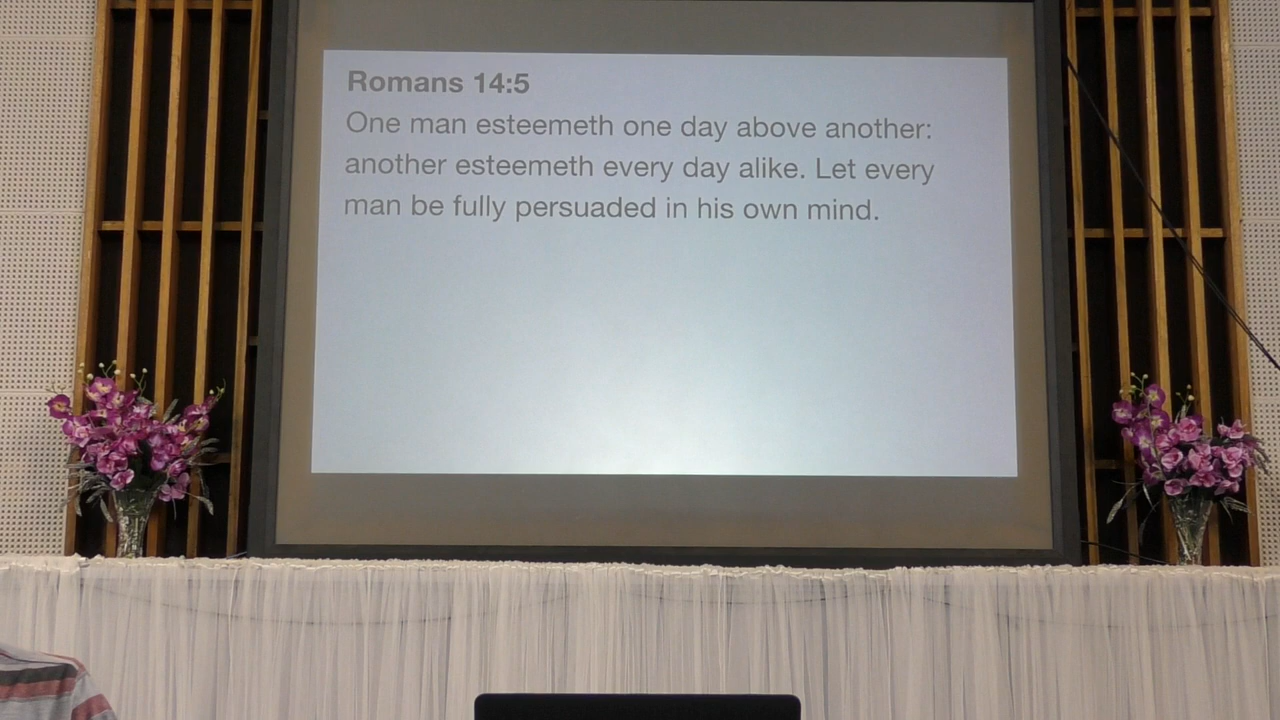 Romans 14:5
One man esteemeth one day above another:
another esteemeth every day alike. Let every
man be fully persuaded in his own mind.